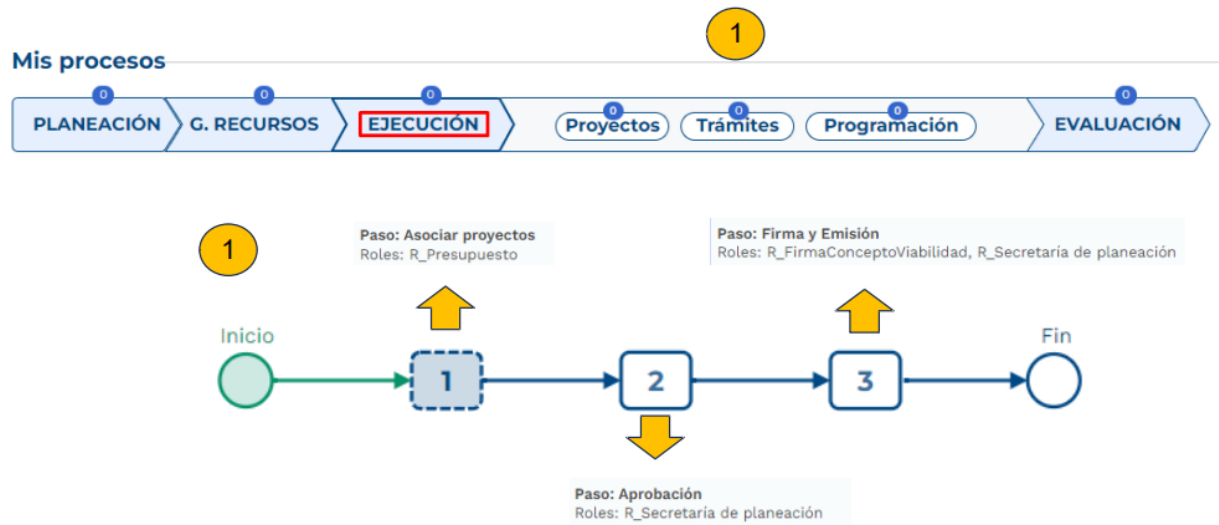 1
Mis procesos
0 0 0 0 0 0 0
PLANEACIÓN G. RECURSOS EJECUCIÓN Proyectos Trámites Programación EVALUACIÓN
1
Paso: Asociar proyectos
Roles: R_Presupuesto
Paso: Firma y Emisión
Roles: R_FirmaConceptoViabilidad, R_Secretaría de planeación
Inicio
Fin
1 2 3
Paso: Aprobación
Roles: R_Secretaría de planeación